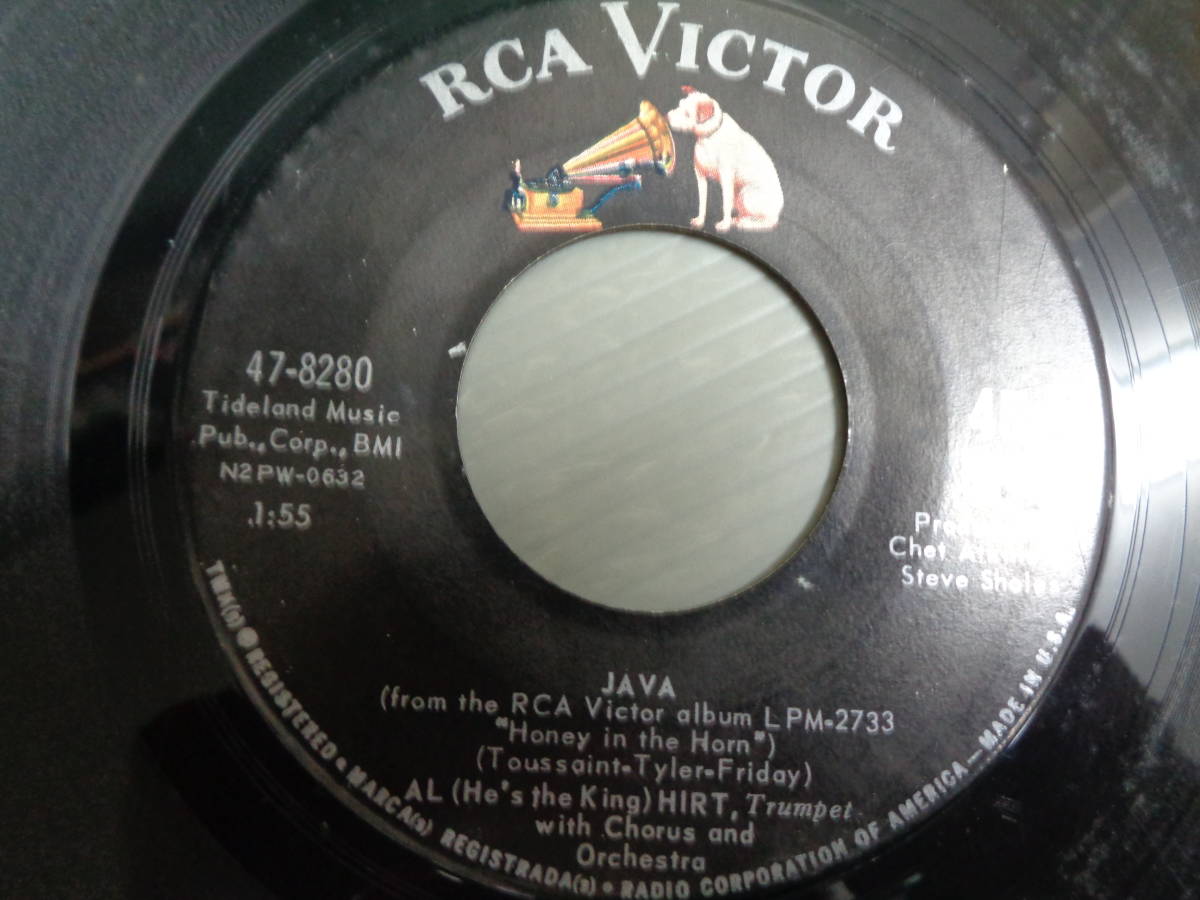 RCA VICTOR
47-8280
Tideland Music
Pub., Corp., BMI
N2PW-0632
1:55
Chet
Steve Sholes
JAVA
(from the RCA Victor album LPM-2733
"Honey in the Horn")
(Toussaint-Tyler-Friday)
AL (He's the King) HIRT, Trumpet
with Chorus and
Orchestra
TMK(s) ® REGISTERED • MARCA(s) REGISTRADA(s) • RADIO CORPORATION OF AMERICA — MADE IN U.S.A.